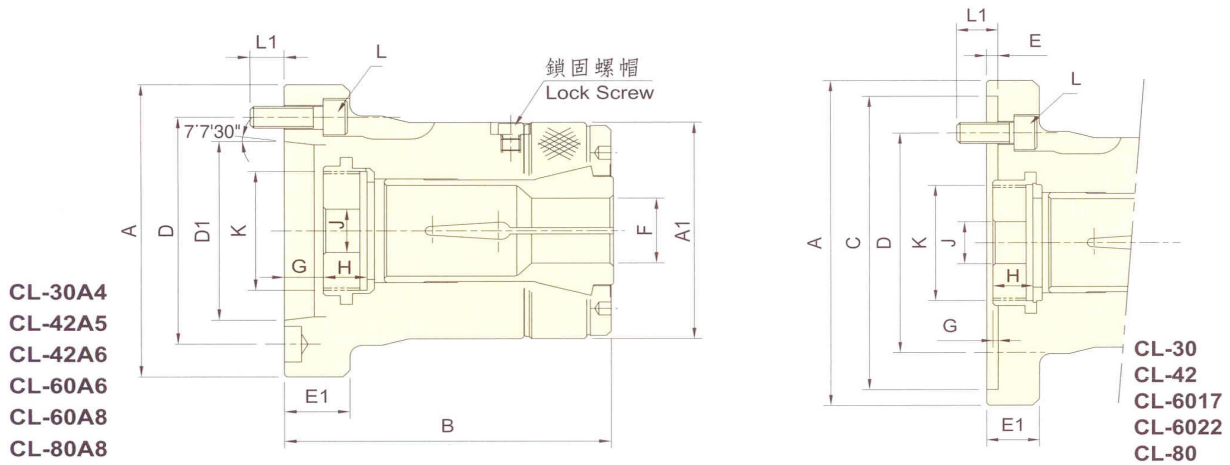 L1
L
鎖固螺帽
Lock Screw
7˚7'30"
A
D
D1
K
J
G
H
F
A1
E1
B
CL-30A4
CL-42A5
CL-42A6
CL-60A6
CL-60A8
CL-80A8
L1
E
L
A
C
D
K
J
H
G
E1
CL-30
CL-42
CL-6017
CL-6022
CL-80